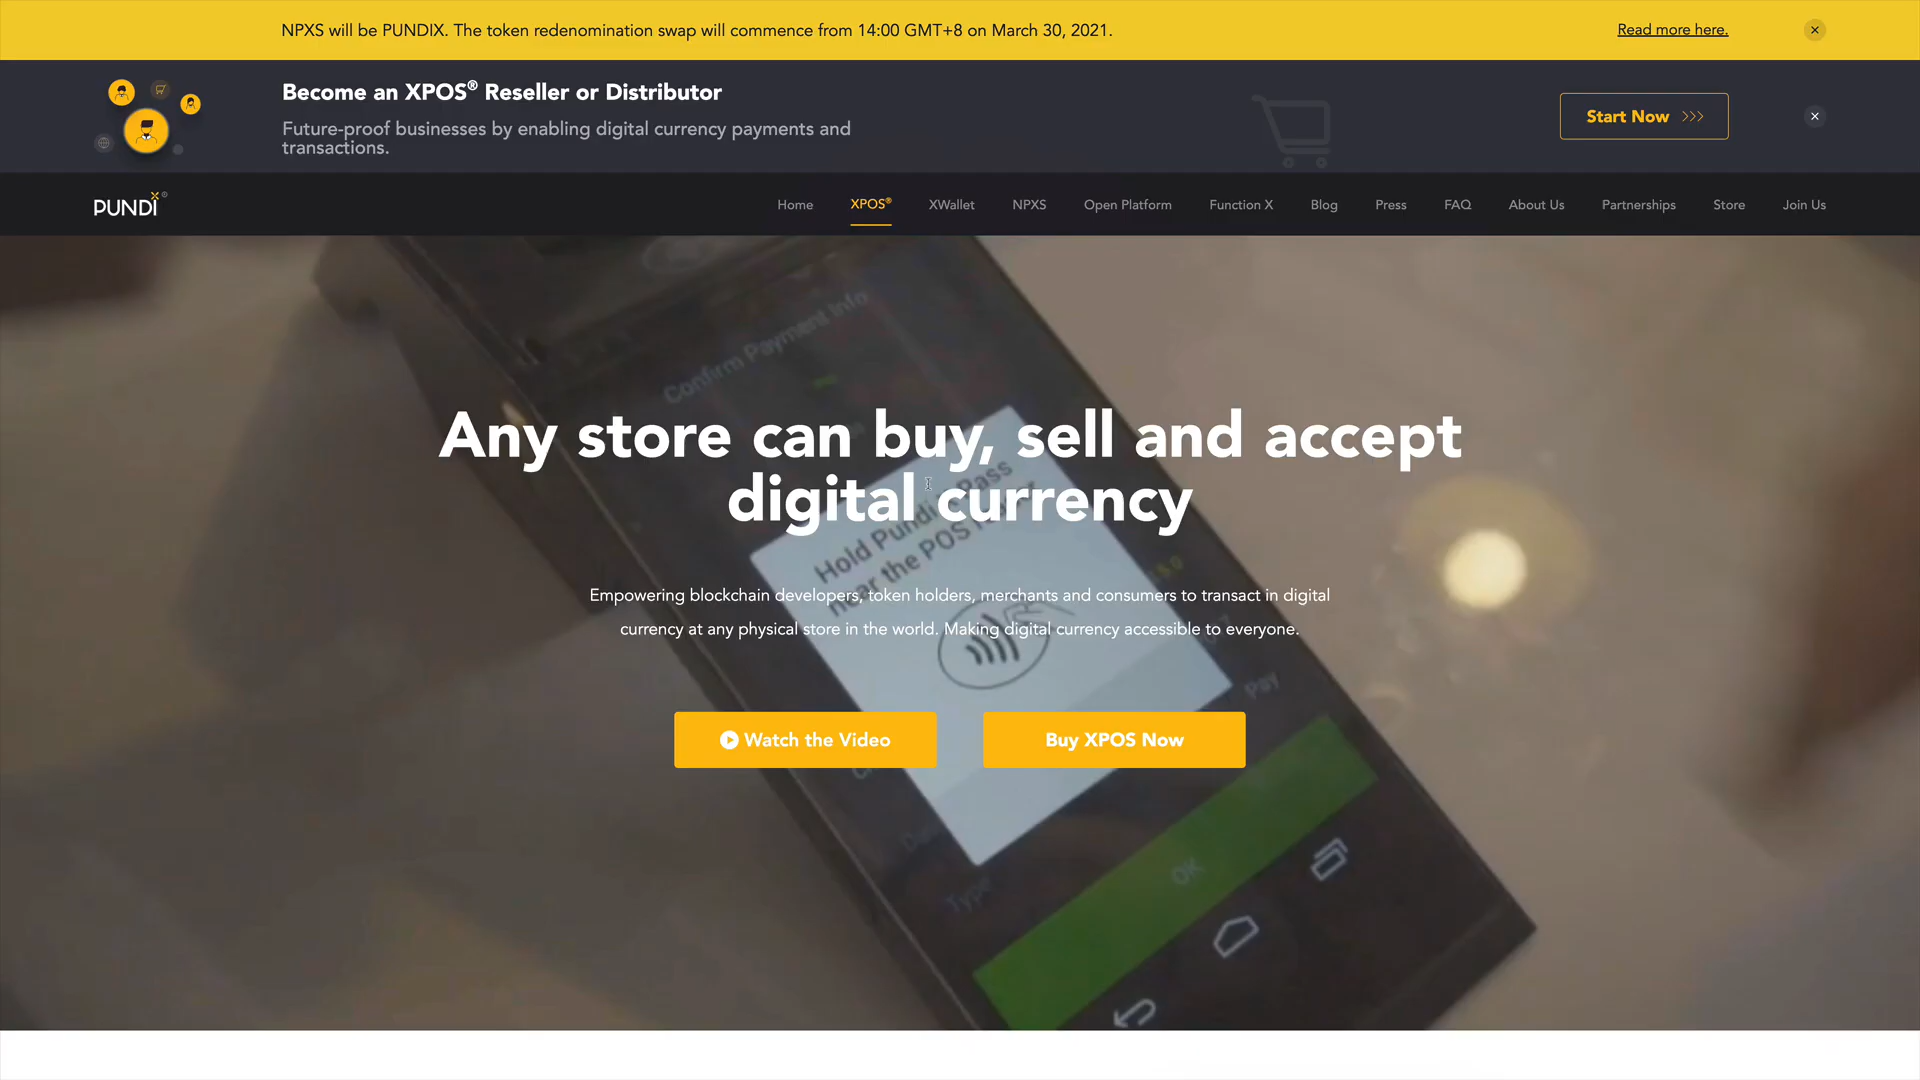 NPXS will be PUNDIX. The token redenomination swap will commence from 14:00 GMT+8 on March 30, 2021.
Read more here.
Become an XPOS® Reseller or Distributor
Future-proof businesses by enabling digital currency payments and
transactions.
Start Now
PUNDI X ®
Home
XPOS®
XWallet
NPXS
Open Platform
Function X
Blog
Press
FAQ
About Us
Partnerships
Store
Join Us
Confirm Payment Info
Any store can buy, sell and accept
digital currency
Hold Pundi X Pass
near the POS
Empowering blockchain developers, token holders, merchants and consumers to transact in digital
currency at any physical store in the world. Making digital currency accessible to everyone.
Pay
Watch the Video
Buy XPOS Now
OK
Type